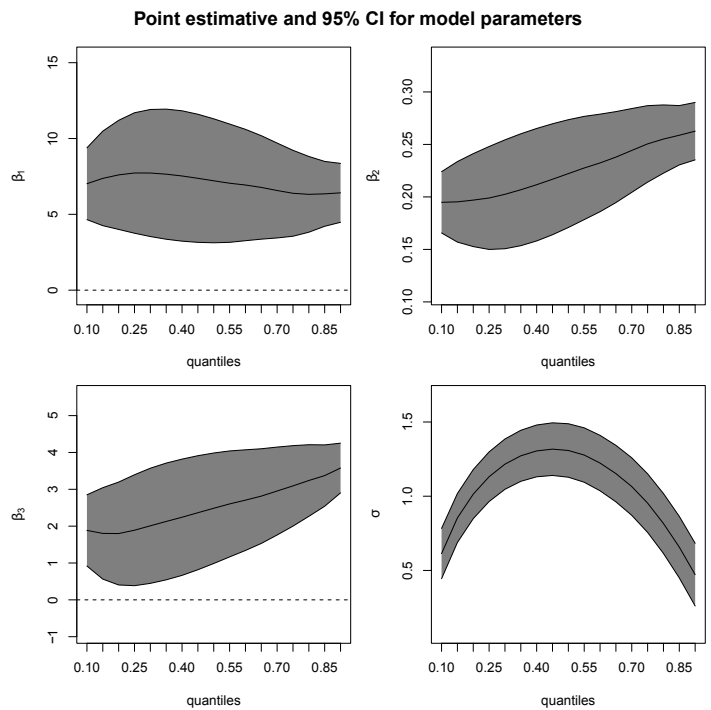 Point estimative and 95% CI for model parameters
β1
15
10
5
0
0.10 0.25 0.40 0.55 0.70 0.85
quantiles
β2
0.30
0.25
0.20
0.15
0.10
0.10 0.25 0.40 0.55 0.70 0.85
quantiles
β3
5
4
3
2
1
0
−1
0.10 0.25 0.40 0.55 0.70 0.85
quantiles
σ
1.5
1.0
0.5
0.10 0.25 0.40 0.55 0.70 0.85
quantiles